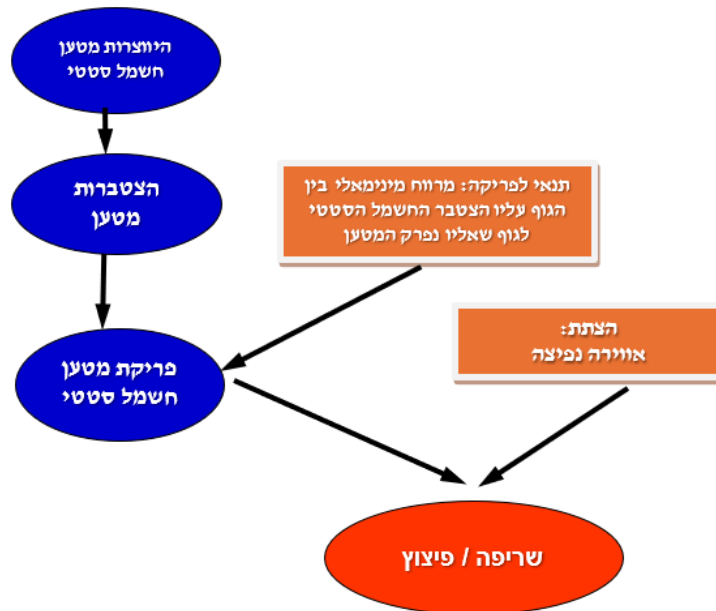 היווצרות מטען
חשמל סטטי
הצטברות
מטען
תנאי לפריקה: מרווח מינימאלי בין
הגוף עליו הצטבר החשמל הסטטי
לגוף שאליו נפרק המטען
הצתת:
אווירה נפיצה
פריקת מטען
חשמל סטטי
שריפה / פיצוץ